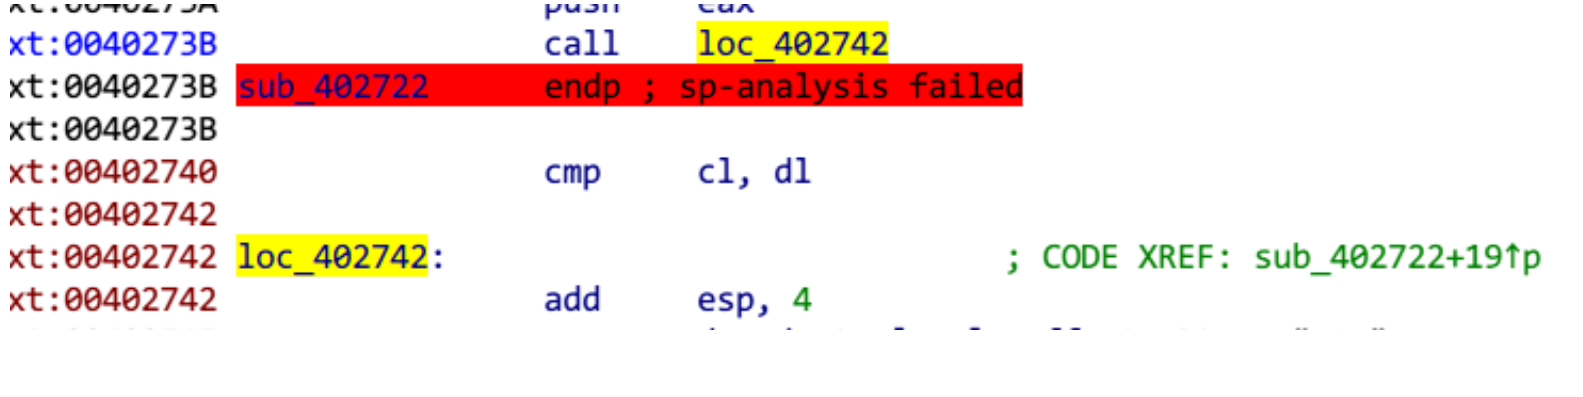 xt:0040273A push eax
xt:0040273B call loc_402742
xt:0040273B sub_402722 endp ; sp-analysis failed
xt:0040273B
xt:00402740 cmp cl, dl
xt:00402742
xt:00402742 loc_402742: ; CODE XREF: sub_402722+19↑p
xt:00402742 add esp, 4